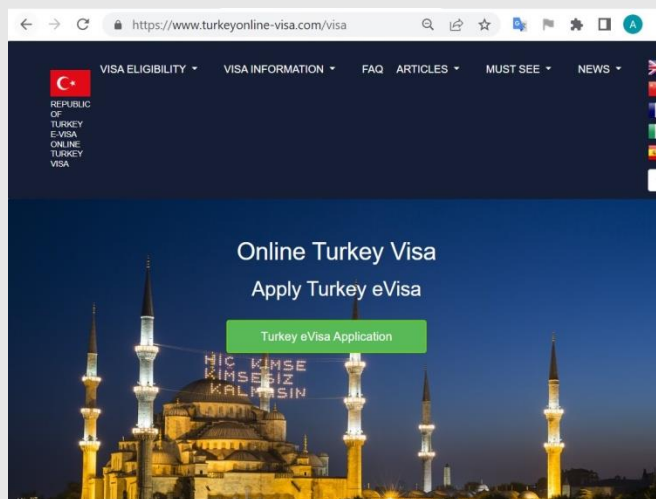 https://www.turkeyonline-visa.com/visa
A
VISA ELIGIBILITY
VISA INFORMATION
FAQ
ARTICLES
MUST SEE
NEWS
REPUBLIC
OF
TURKEY
E-VISA
ONLINE
TURKEY
VISA
Online Turkey Visa
Apply Turkey eVisa
Turkey eVisa Application
HİÇ KİMSE
KİMSESİZ
KALMASIN